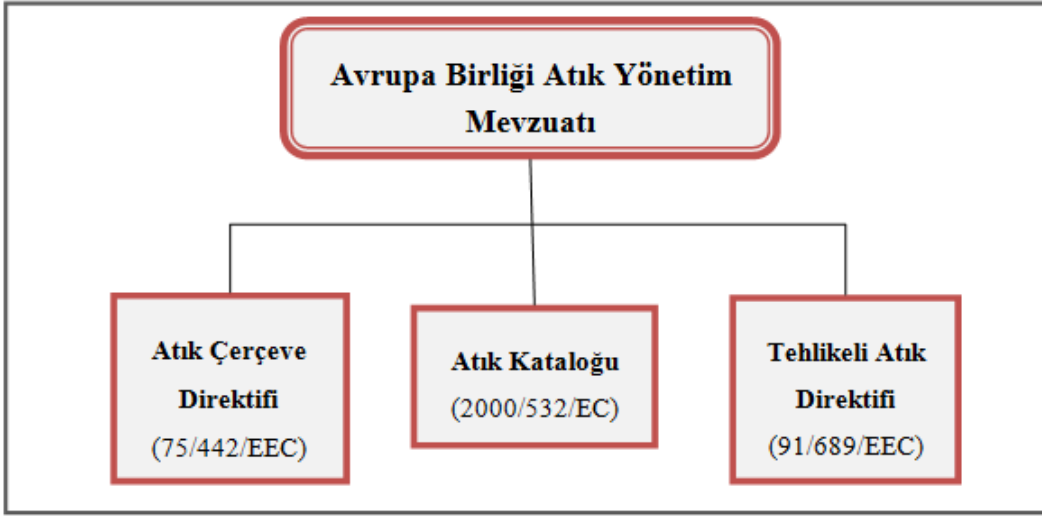 Avrupa Birliği Atık Yönetim
Mevzuatı
Atık Çerçeve
Direktifi
(75/442/EEC)
Atık Kataloğu
(2000/532/EC)
Tehlikeli Atık
Direktifi
(91/689/EEC)